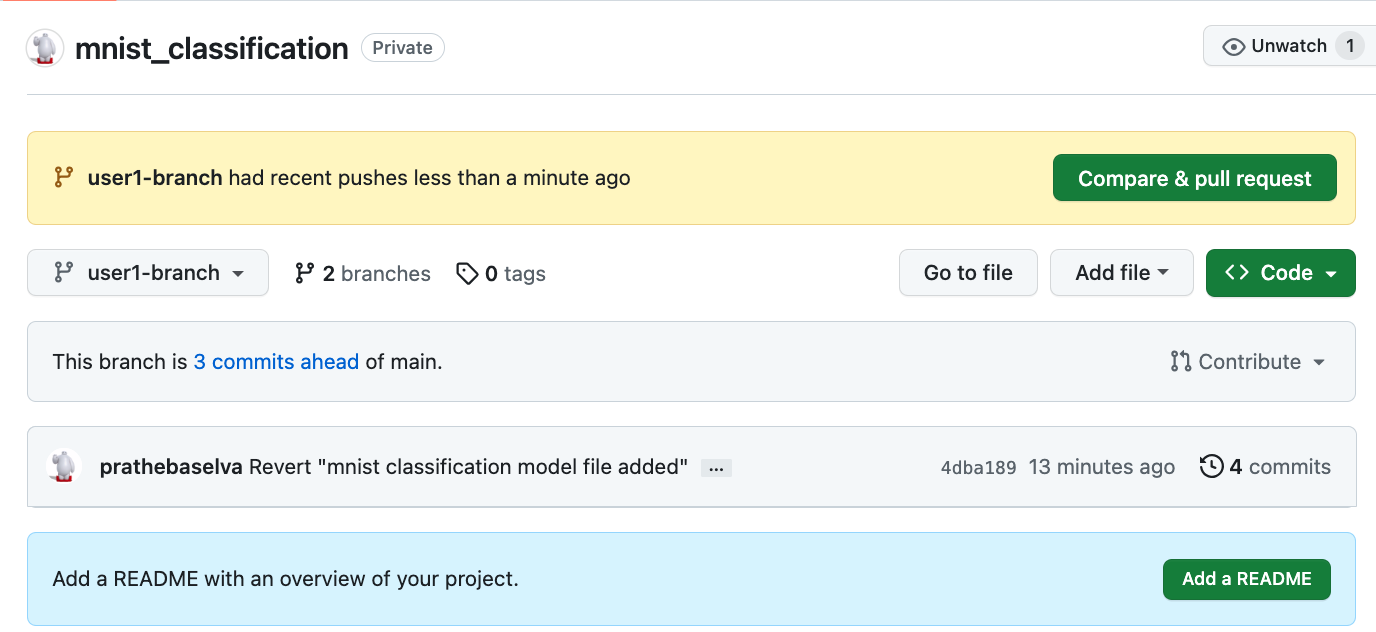 mnist_classification Private Unwatch 1
user1-branch had recent pushes less than a minute ago Compare & pull request
user1-branch 2 branches 0 tags Go to file Add file <> Code
This branch is 3 commits ahead of main. Contribute
prathebaselva Revert "mnist classification model file added" ... 4dba189 13 minutes ago 4 commits
Add a README with an overview of your project. Add a README